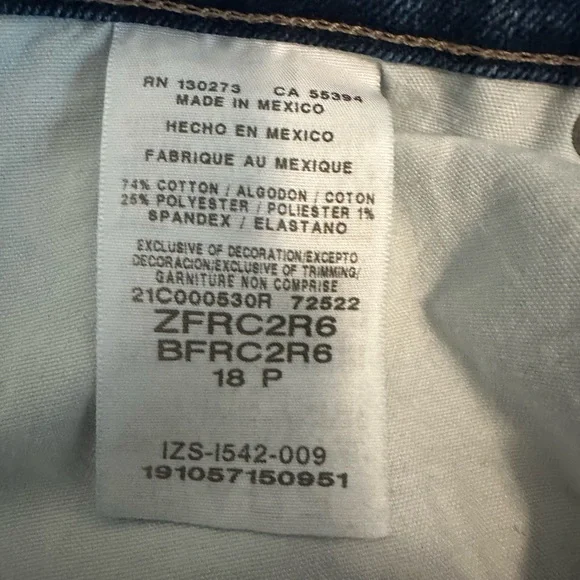 RN 130273 CA 55394
MADE IN MEXICO
HECHO EN MEXICO
FABRIQUE AU MEXIQUE
74% COTTON / ALGODON / COTON
25% POLYESTER / POLIESTER 1%
SPANDEX / ELASTANO
EXCLUSIVE OF DECORATION/EXCEPTO
DECORACION/EXCLUSIVE OF TRIMMING/
GARNITURE NON COMPRISE
21C000530R 72522
ZFRC2R6
BFRC2R6
18 P
IZS-I542-009
191057150951